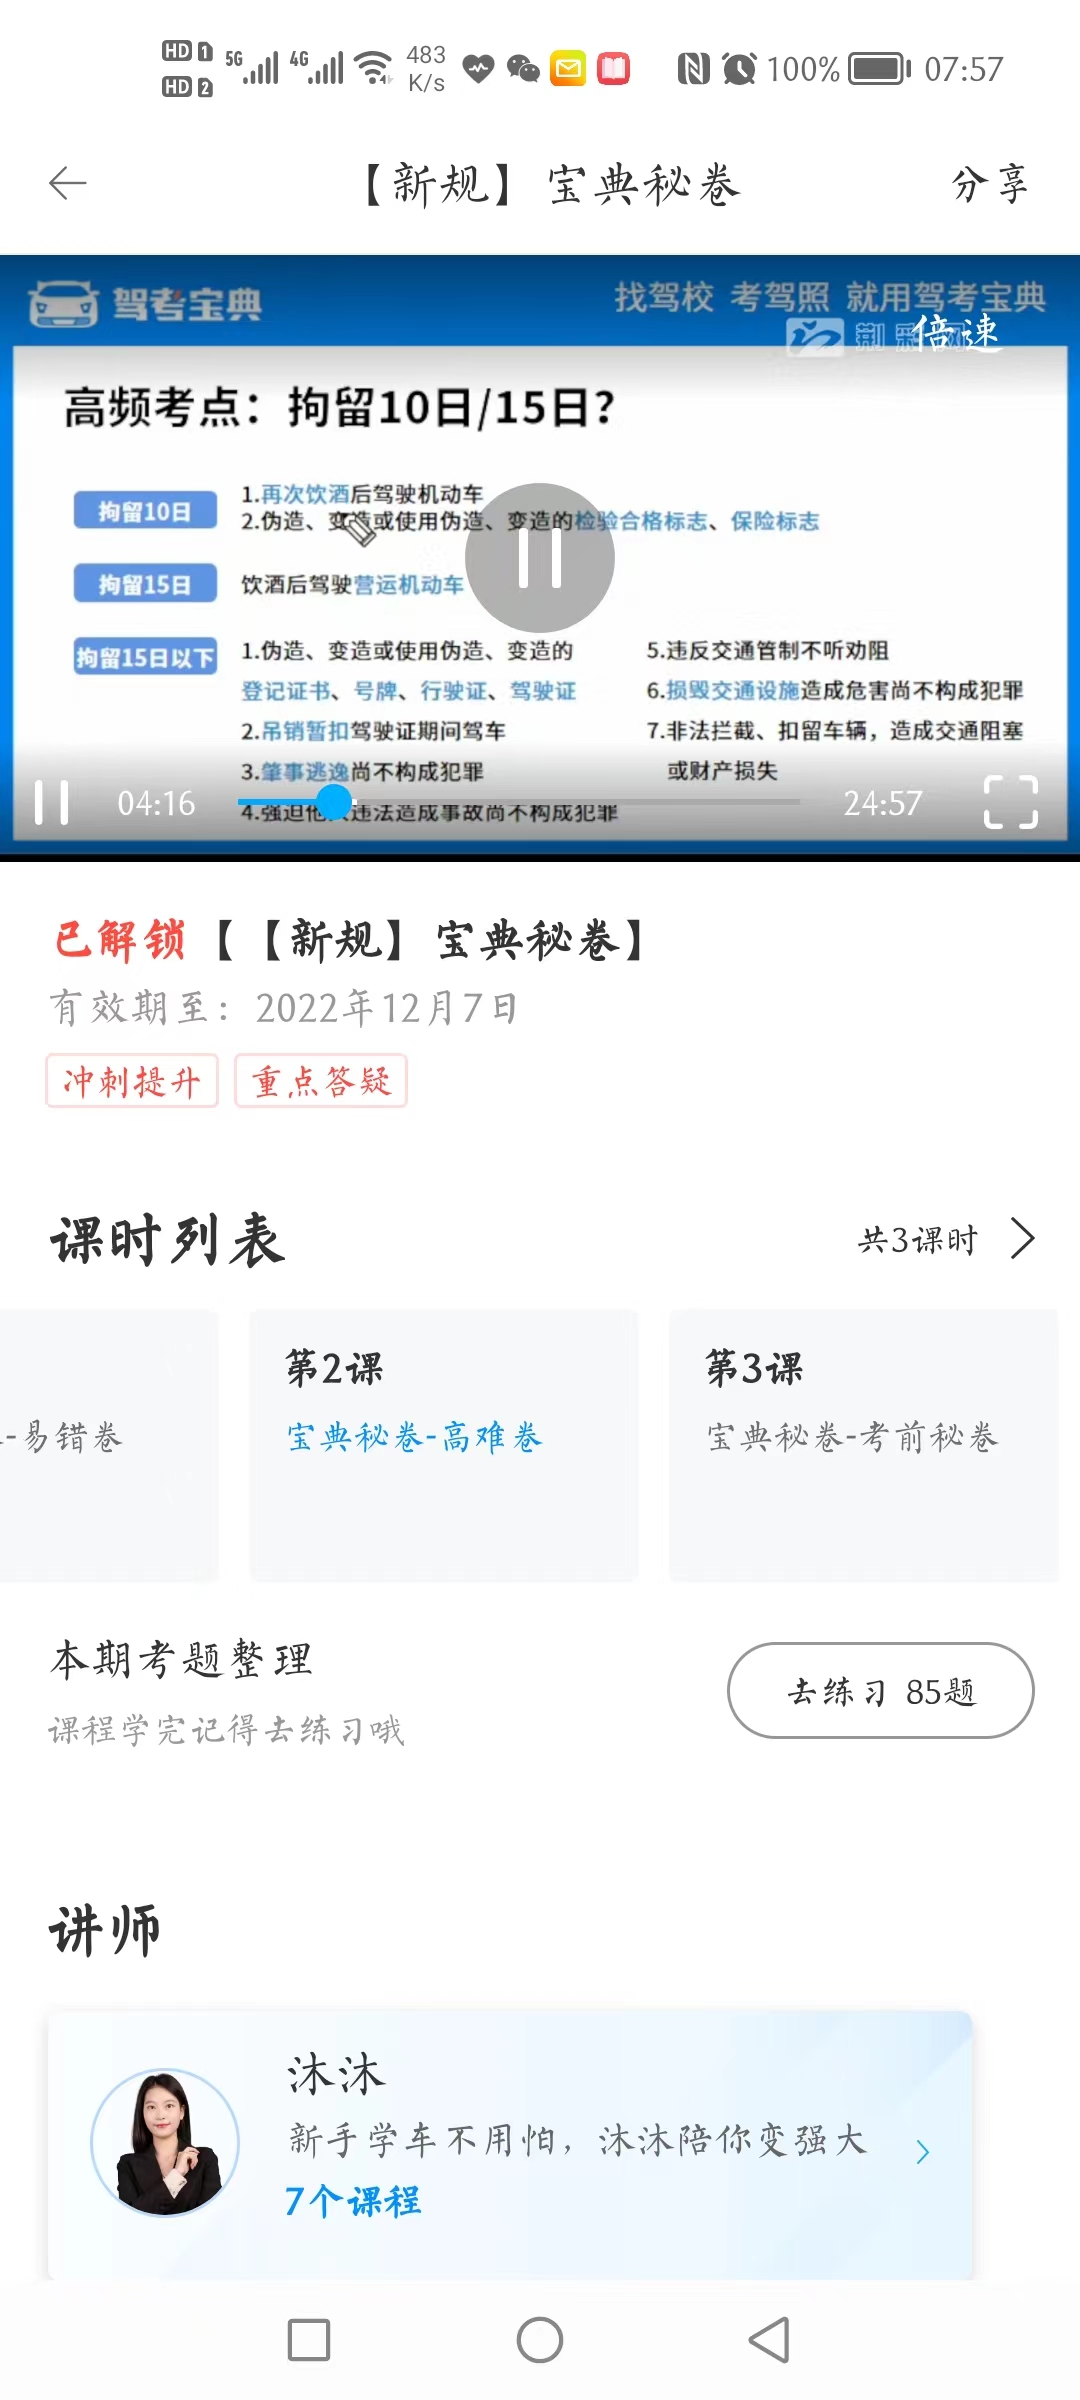 HD 1 5G 4G 483 100% 07:57
HD 2 K/s
【新规】宝典秘卷 分享
驾考宝典 找驾校 考驾照 就用驾考宝典
倍速
高频考点：拘留10日/15日？
拘留10日 1.再次饮酒后驾驶机动车
2.伪造、变造或使用伪造、变造的检验合格标志、保险标志
拘留15日 饮酒后驾驶营运机动车
拘留15日以下 1.伪造、变造或使用伪造、变造的
登记证书、号牌、行驶证、驾驶证
2.吊销暂扣驾驶证期间驾车
3.肇事逃逸尚不构成犯罪
4.强迫他人违法造成事故尚不构成犯罪
5.违反交通管制不听劝阻
6.损毁交通设施造成危害尚不构成犯罪
7.非法拦截、扣留车辆，造成交通阻塞
或财产损失
04:16 24:57
已解锁【【新规】宝典秘卷】
有效期至：2022年12月7日
冲刺提升 重点答疑
课时列表 共3课时
-易错卷
第2课
宝典秘卷-高难卷
第3课
宝典秘卷-考前秘卷
本期考题整理
课程学完记得去练习哦
去练习 85题
讲师
沐沐
新手学车不用怕，沐沐陪你变强大
7个课程